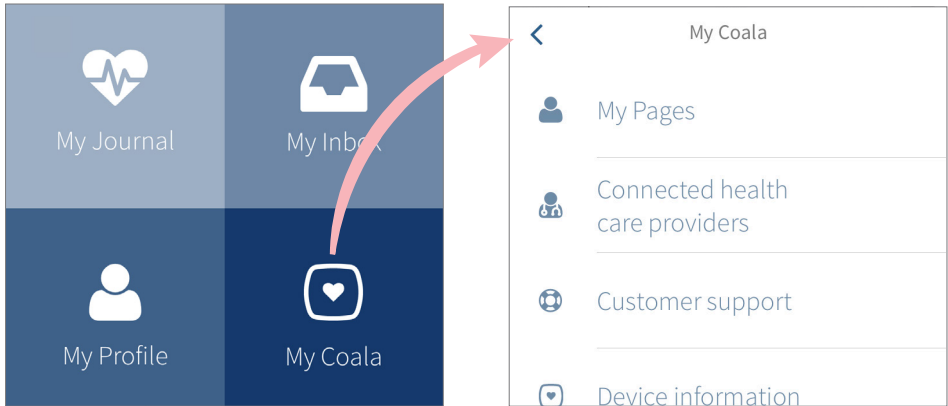 My Journal
My Inbox
My Profile
My Coala
My Coala
My Pages
Connected health
care providers
Customer support
Device information